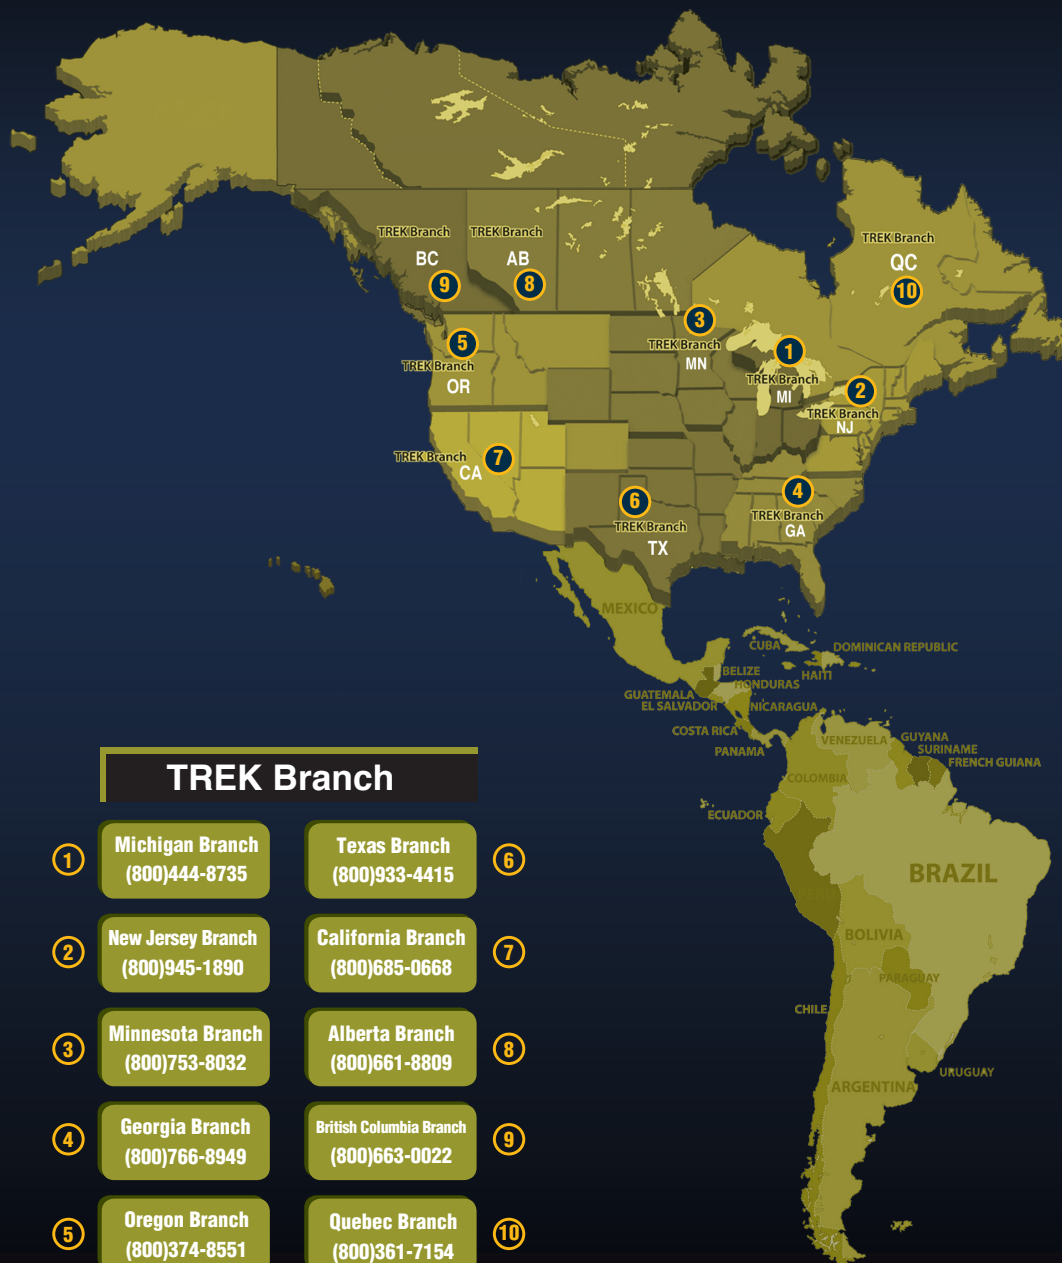 TREK Branch
BC
9
TREK Branch
AB
8
TREK Branch
QC
10
3
TREK Branch
MN
5
TREK Branch
OR
1
TREK Branch
MI
2
TREK Branch
NJ
TREK Branch
CA
7
6
TREK Branch
TX
4
TREK Branch
GA
MEXICO
CUBA
DOMINICAN REPUBLIC
HAITI
BELIZE
HONDURAS
GUATEMALA
EL SALVADOR
NICARAGUA
COSTA RICA
PANAMA
VENEZUELA
GUYANA
SURINAME
FRENCH GUIANA
COLOMBIA
ECUADOR
BRAZIL
BOLIVIA
PARAGUAY
CHILE
URUGUAY
ARGENTINA
TREK Branch
1
Michigan Branch
(800)444-8735
2
New Jersey Branch
(800)945-1890
3
Minnesota Branch
(800)753-8032
4
Georgia Branch
(800)766-8949
5
Oregon Branch
(800)374-8551
6
Texas Branch
(800)933-4415
7
California Branch
(800)685-0668
8
Alberta Branch
(800)661-8809
9
British Columbia Branch
(800)663-0022
10
Quebec Branch
(800)361-7154